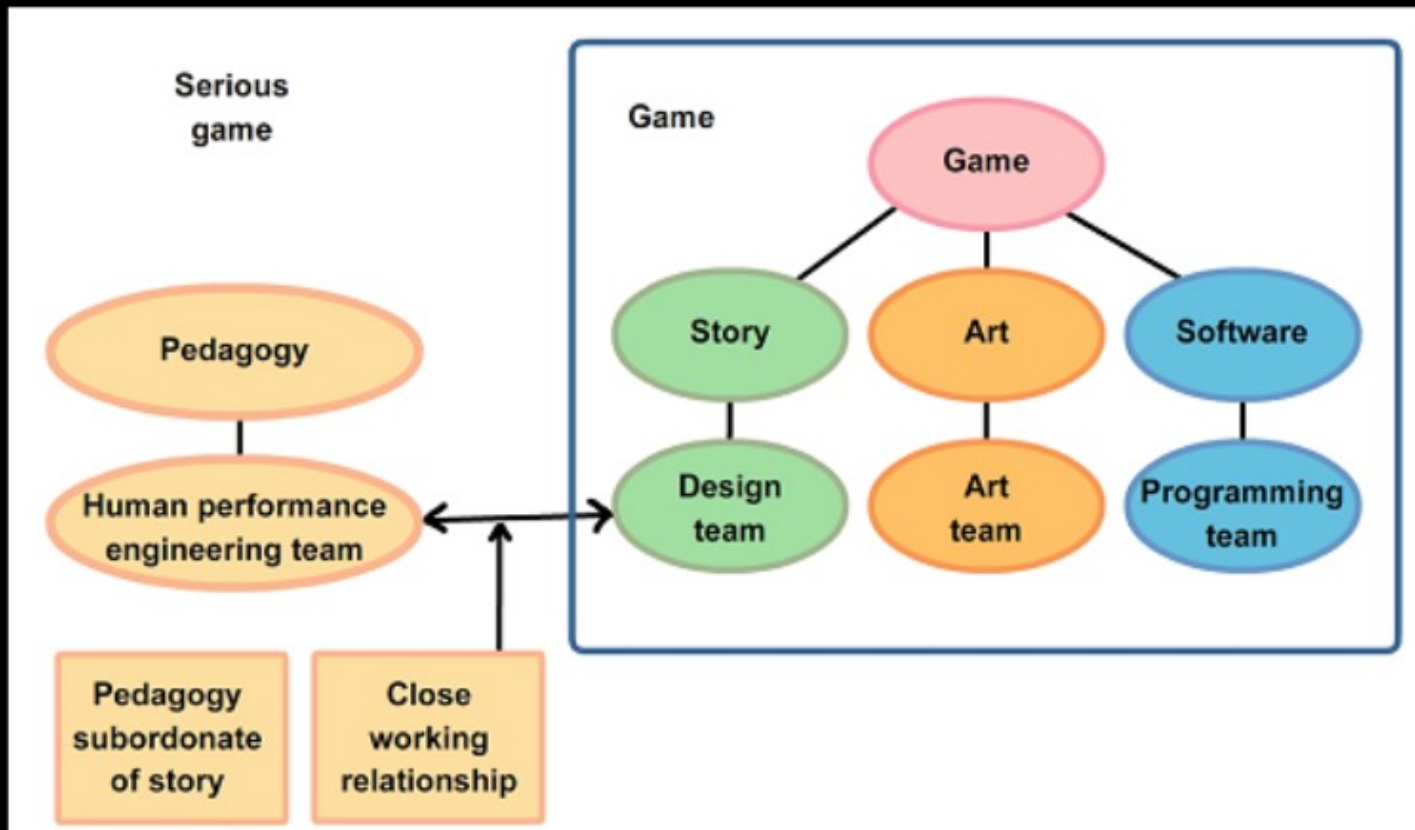 Serious
game
Game
Game
Story
Art
Software
Pedagogy
Human performance
engineering team
Design
team
Art
team
Programming
team
Pedagogy
subordonate
of story
Close
working
relationship